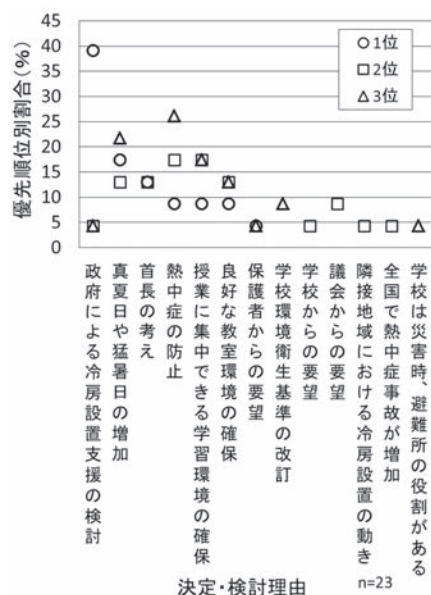 優先順位別割合(%)
45
40
35
30
25
20
15
10
5
0
○1位
□2位
△3位
政府による冷房設置支援の検討
真夏日や猛暑日の増加
首長の考え
熱中症の防止
授業に集中できる学習環境の確保
良好な教室環境の確保
保護者からの要望
学校環境衛生基準の改訂
学校からの要望
議会からの要望
隣接地域における冷房設置の動き
全国で熱中症事故が増加
学校は災害時、避難所の役割がある
決定・検討理由
n=23